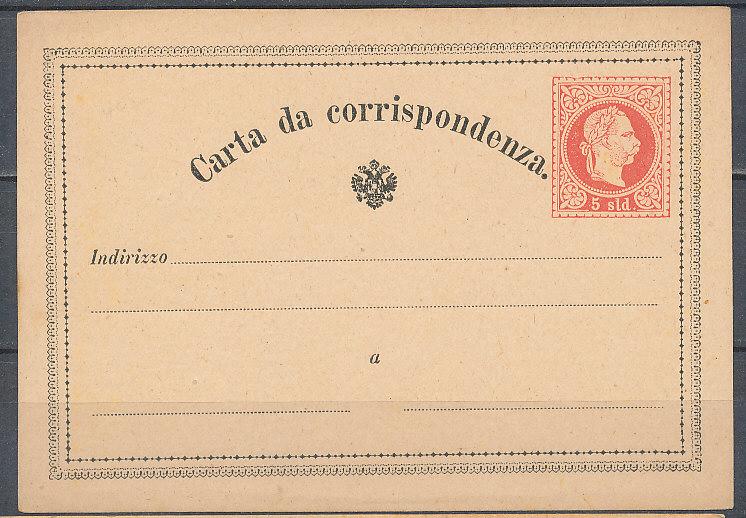 Carta da corrispondenza.
5 sld.
Indirizzo
a